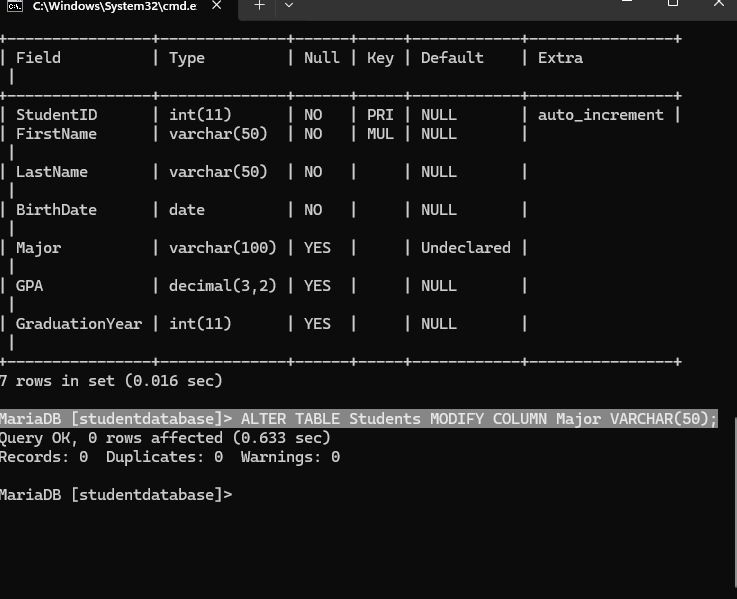 C:\Windows\System32\cmd.e
+---------------+--------------+------+-----+------------+----------------+
| Field | Type | Null | Key | Default | Extra
|
+---------------+--------------+------+-----+------------+----------------+
| StudentID | int(11) | NO | PRI | NULL | auto_increment |
| FirstName | varchar(50) | NO | MUL | NULL |
|
| LastName | varchar(50) | NO | | NULL |
|
| BirthDate | date | NO | | NULL |
|
| Major | varchar(100) | YES | | Undeclared |
|
| GPA | decimal(3,2) | YES | | NULL |
|
| GraduationYear | int(11) | YES | | NULL |
|
+---------------+--------------+------+-----+------------+----------------+
7 rows in set (0.016 sec)
MariaDB [studentdatabase]> ALTER TABLE Students MODIFY COLUMN Major VARCHAR(50);
Query OK, 0 rows affected (0.633 sec)
Records: 0 Duplicates: 0 Warnings: 0
MariaDB [studentdatabase]>